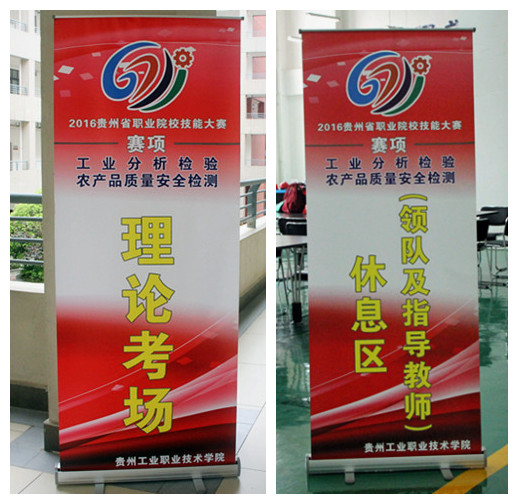 2016贵州省职业院校技能大赛
赛项
工业分析检验
农产品质量安全检测
理论考场
贵州工业职业技术学院
2016贵州省职业院校技能大赛
赛项
工业分析检验
农产品质量安全检测
(领队及指导教师)
休息区
贵州工业职业技术学院